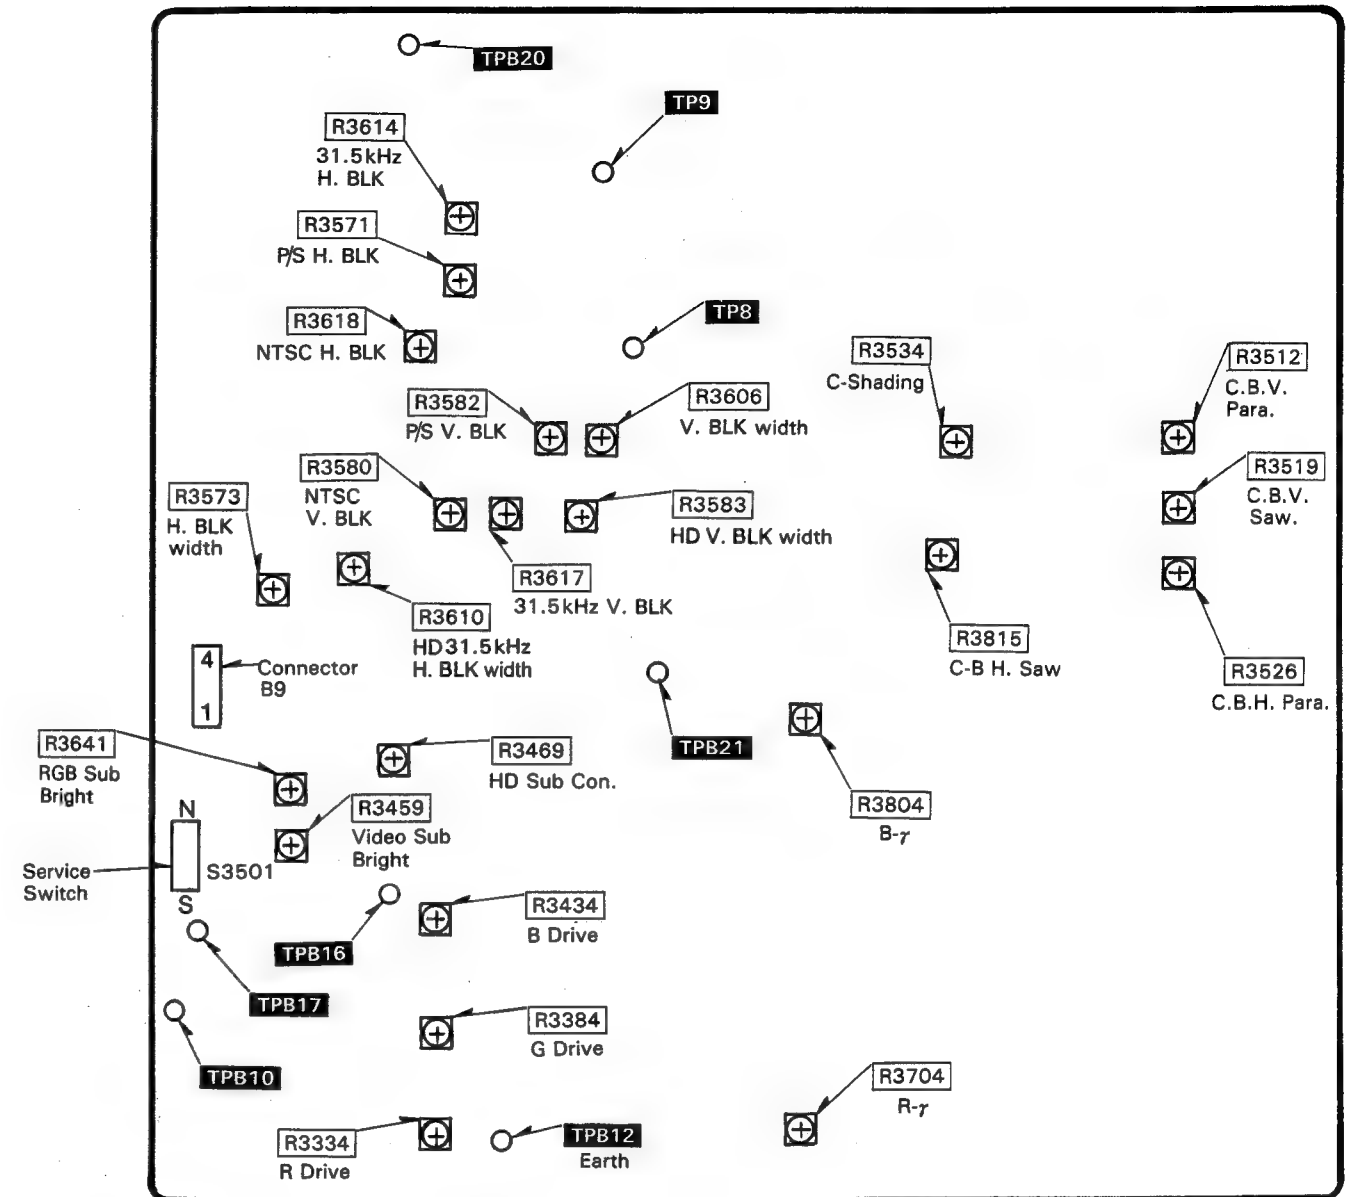 TPB20
TP9
R3614
31.5kHz
H. BLK
R3571
P/S H. BLK
R3618
NTSC H. BLK
TP8
R3534
C-Shading
R3512
C.B.V.
Para.
R3582
P/S V. BLK
R3606
V. BLK width
R3580
NTSC
V. BLK
R3519
C.B.V.
Saw.
R3573
H. BLK
width
R3583
HD V. BLK width
R3617
31.5kHz V. BLK
R3610
HD31.5kHz
H. BLK width
R3815
C-B H. Saw
R3526
C.B.H. Para.
4
1
Connector
B9
R3641
RGB Sub
Bright
R3469
HD Sub Con.
TPB21
R3459
Video Sub
Bright
R3804
B-γ
N
S3501
S
Service
Switch
R3434
B Drive
TPB16
TPB17
R3384
G Drive
TPB10
R3704
R-γ
R3334
R Drive
TPB12
Earth